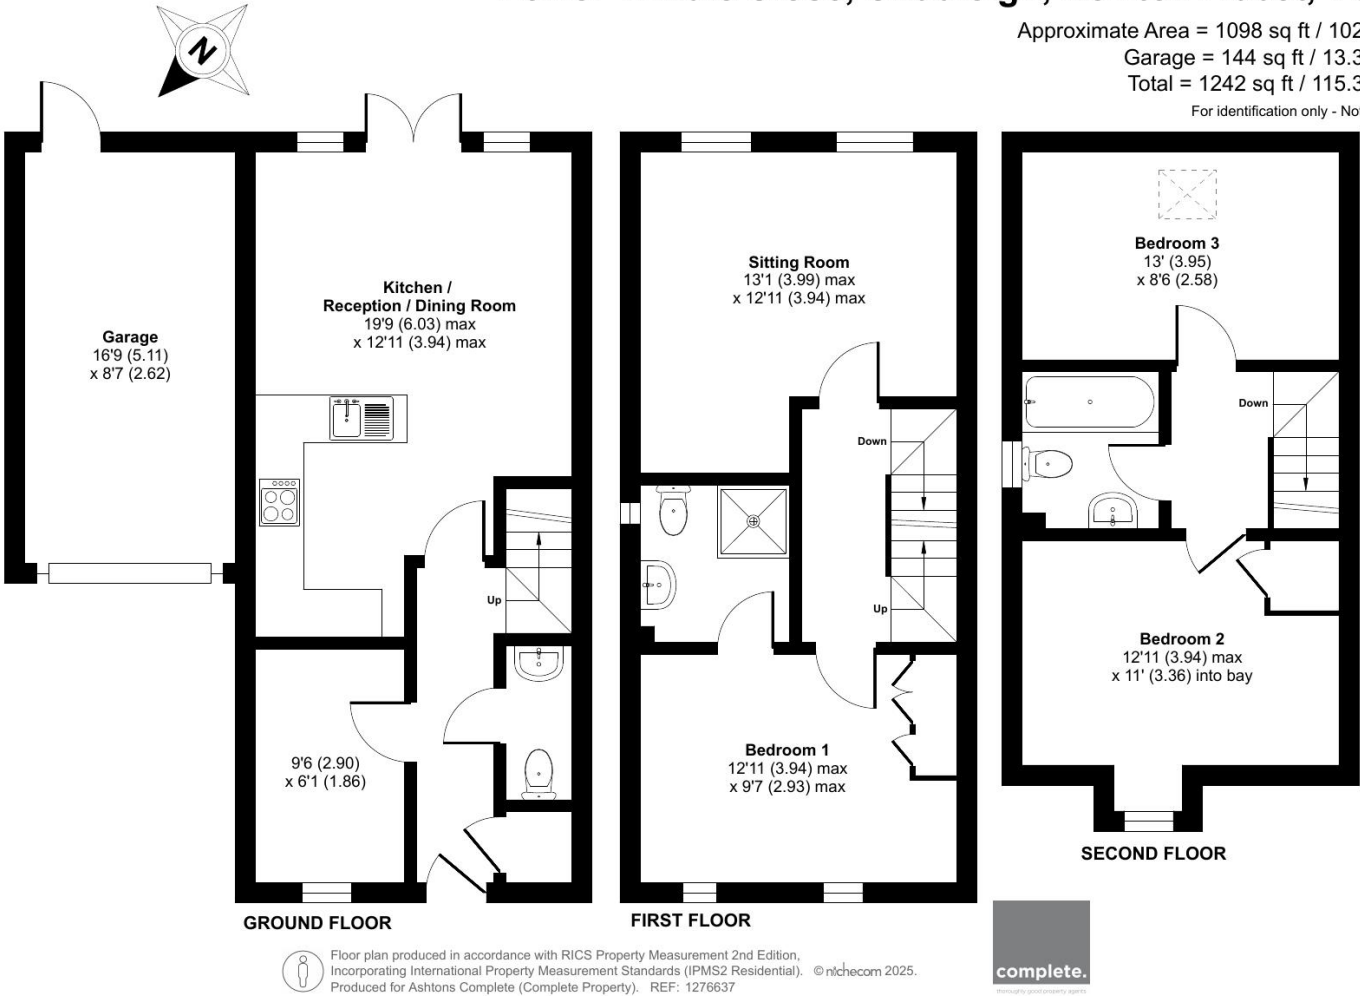 Approximate Area = 1098 sq ft / 102
Garage = 144 sq ft / 13.3
Total = 1242 sq ft / 115.3
For identification only - Not
N
Kitchen /
Reception / Dining Room
19'9 (6.03) max
x 12'11 (3.94) max
Garage
16'9 (5.11)
x 8'7 (2.62)
Up
9'6 (2.90)
x 6'1 (1.86)
GROUND FLOOR
Sitting Room
13'1 (3.99) max
x 12'11 (3.94) max
Down
Up
Bedroom 1
12'11 (3.94) max
x 9'7 (2.93) max
FIRST FLOOR
Bedroom 3
13' (3.95)
x 8'6 (2.58)
Down
Bedroom 2
12'11 (3.94) max
x 11' (3.36) into bay
SECOND FLOOR
Floor plan produced in accordance with RICS Property Measurement 2nd Edition,
Incorporating International Property Measurement Standards (IPMS2 Residential). © nichecom 2025.
Produced for Ashtons Complete (Complete Property). REF: 1276637
complete.
thoroughly good property agents